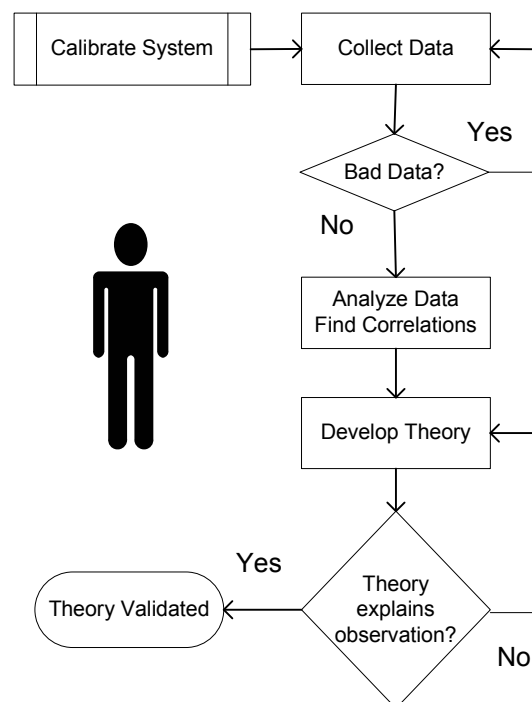 Calibrate System
Collect Data
Yes
Bad Data?
No
Analyze Data
Find Correlations
Develop Theory
Yes
Theory
explains
observation?
Theory Validated
No